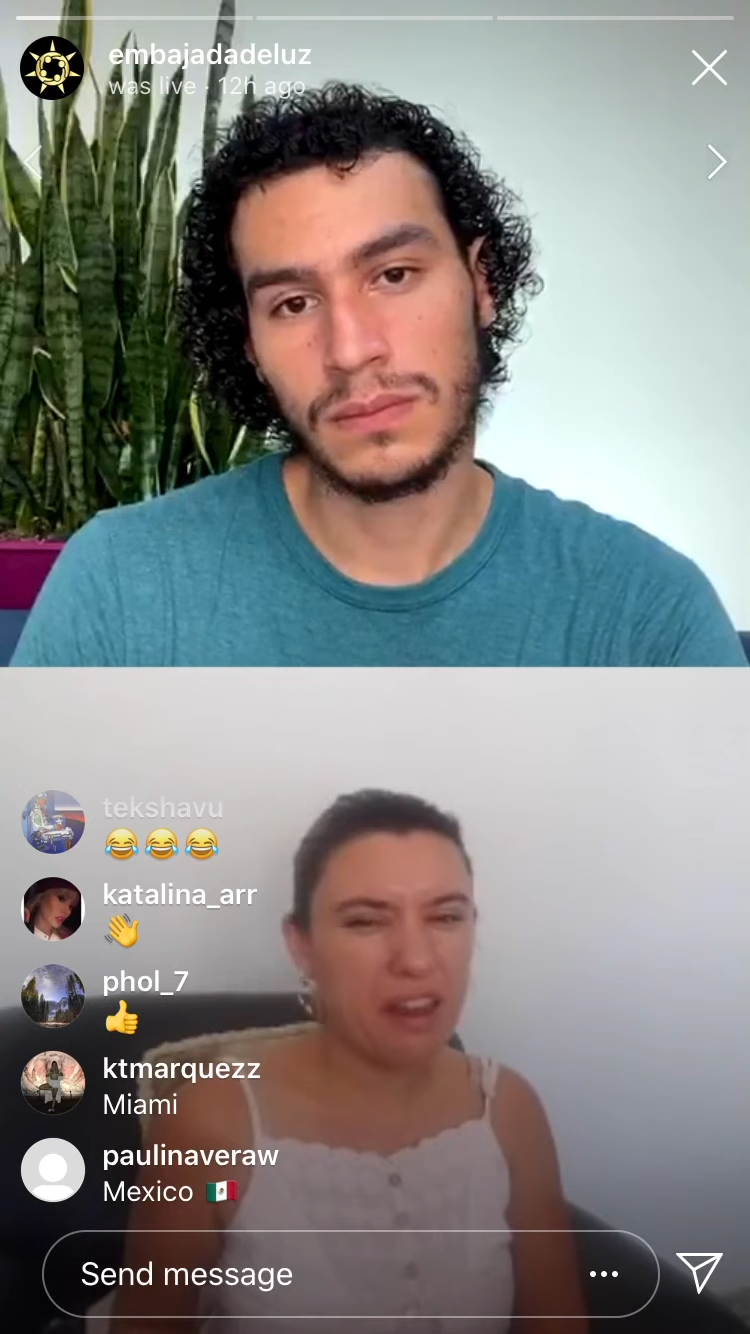 embajadadeluz
was live · 12h ago
tekshavu
😂😂😂
katalina_arr
👋
phol_7
👍
ktmarquezz
Miami
paulinaveraw
Mexico 🇲🇽
Send message